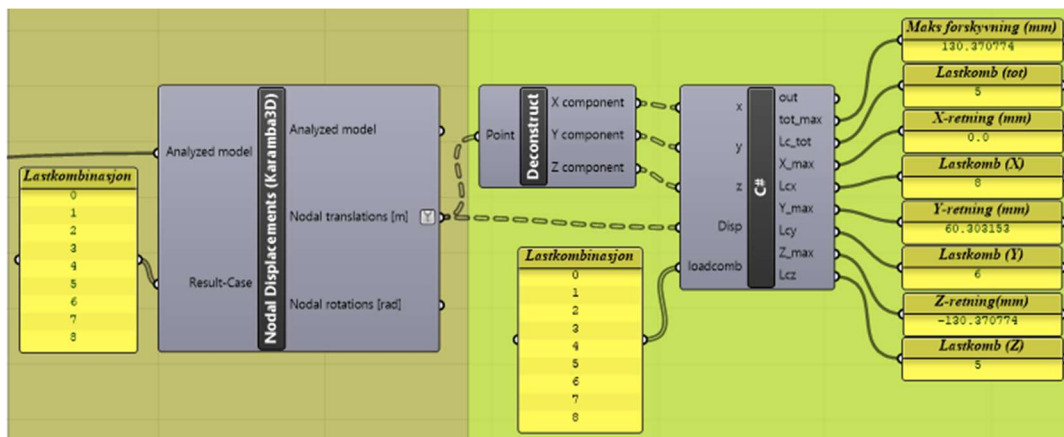 Lastkombinasjon
0
1
2
3
4
5
6
7
8
Analyzed model
Result-Case
Nodal Displacements (Karamba3D)
Analyzed model
Nodal translations [m]
Nodal rotations [rad]
Point
Deconstruct
X component
Y component
Z component
Lastkombinasjon
0
1
2
3
4
5
6
7
8
x
y
z
Disp
loadcomb
C#
out
tot_max
Lc_tot
X_max
Lcx
Y_max
Lcy
Z_max
Lcz
Maks forskyvning (mm)
130.370774
Lastkomb (tot)
5
X-retning (mm)
0.0
Lastkomb (X)
8
Y-retning (mm)
60.303153
Lastkomb (Y)
6
Z-retning(mm)
-130.370774
Lastkomb (Z)
5